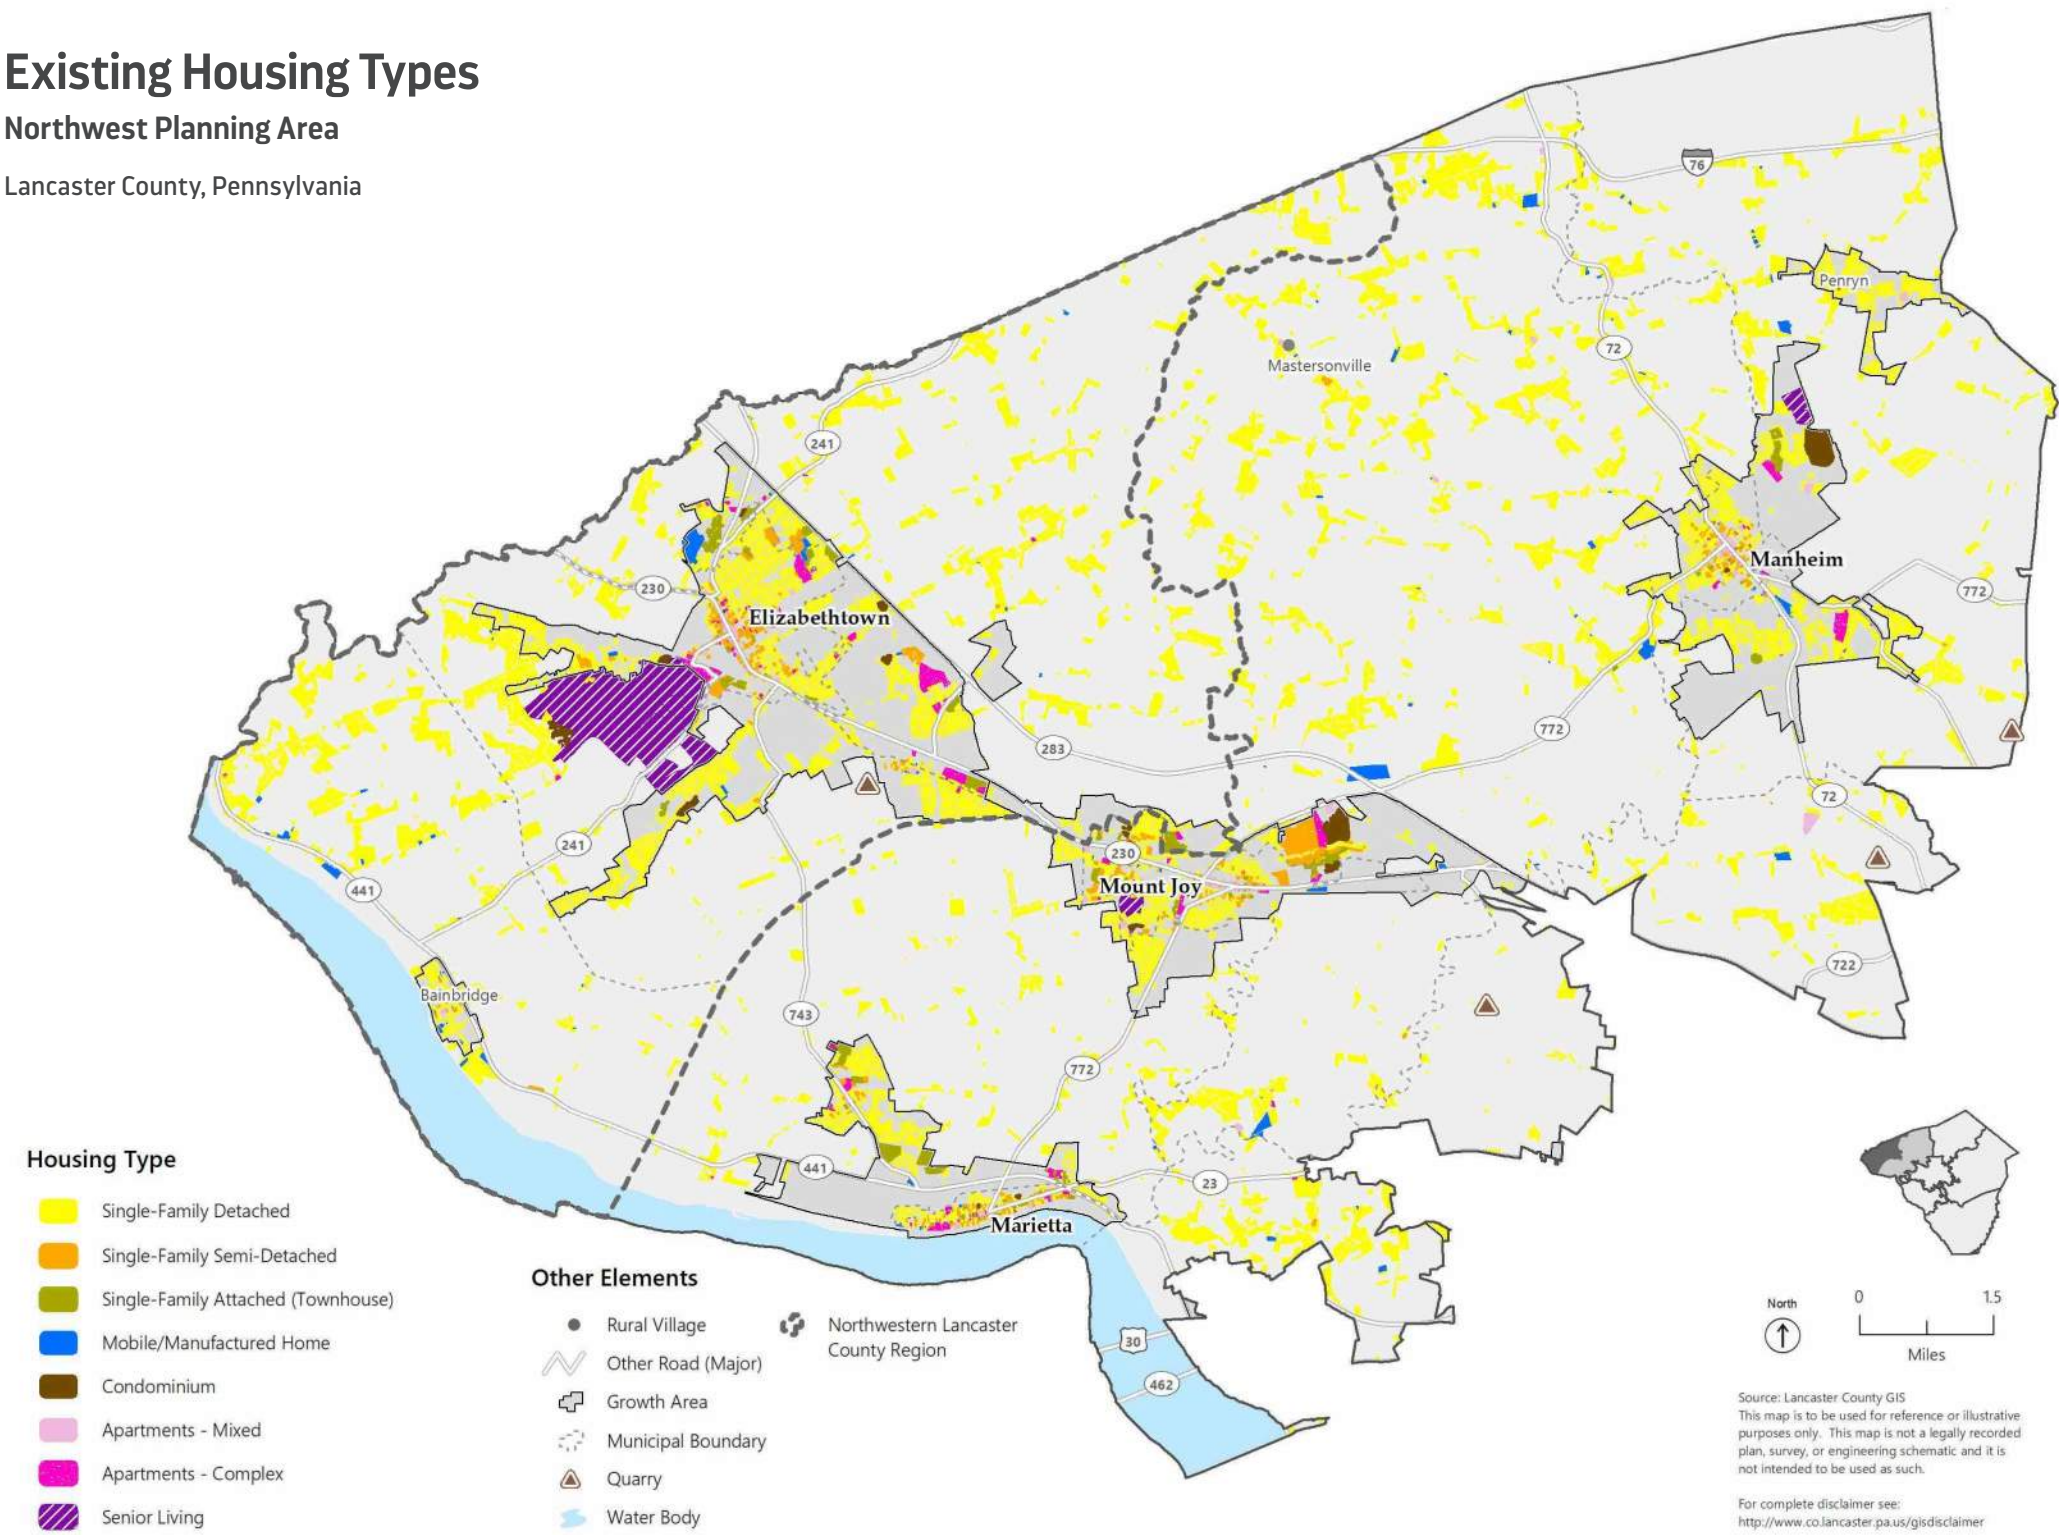 Existing Housing Types
Northwest Planning Area
Lancaster County, Pennsylvania
76
Penryn
72
Mastersonville
241
Manheim
230
772
Elizabethtown
772
283
72
241
230
441
Mount Joy
722
Bainbridge
743
772
441
23
Marietta
30
462
Housing Type
Single-Family Detached
Single-Family Semi-Detached
Single-Family Attached (Townhouse)
Mobile/Manufactured Home
Condominium
Apartments - Mixed
Apartments - Complex
Senior Living
Other Elements
Rural Village
Other Road (Major)
Growth Area
Municipal Boundary
Quarry
Water Body
Northwestern Lancaster
County Region
North
0 1.5
Miles
Source: Lancaster County GIS
This map is to be used for reference or illustrative
purposes only. This map is not a legally recorded
plan, survey, or engineering schematic and it is
not intended to be used as such.
For complete disclaimer see:
http://www.co.lancaster.pa.us/gisdisclaimer